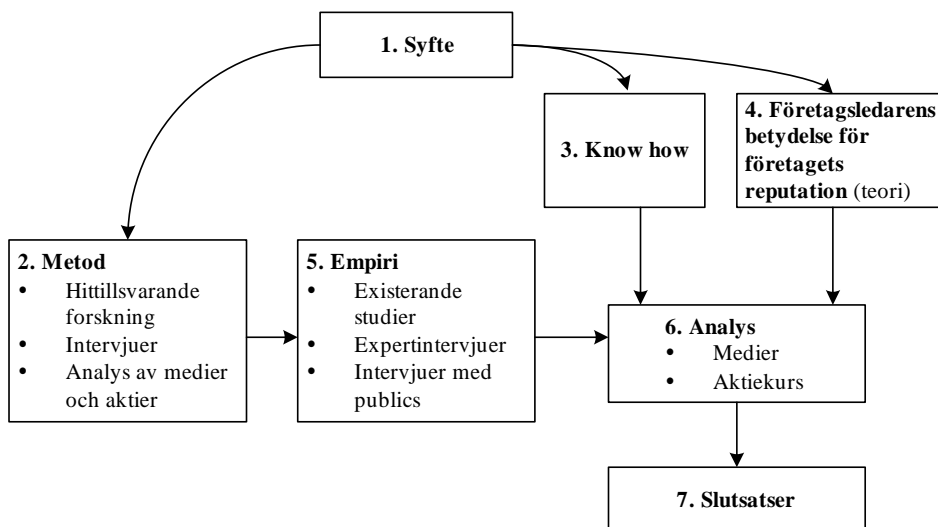 1. Syfte
4. Företagsledarens
betydelse för
företagets
reputation (teori)
3. Know how
2. Metod
• Hittillsvarande
forskning
• Intervjuer
• Analys av medier
och aktier
5. Empiri
• Existerande
studier
• Expertintervjuer
• Intervjuer med
publics
6. Analys
• Medier
• Aktiekurs
7. Slutsatser